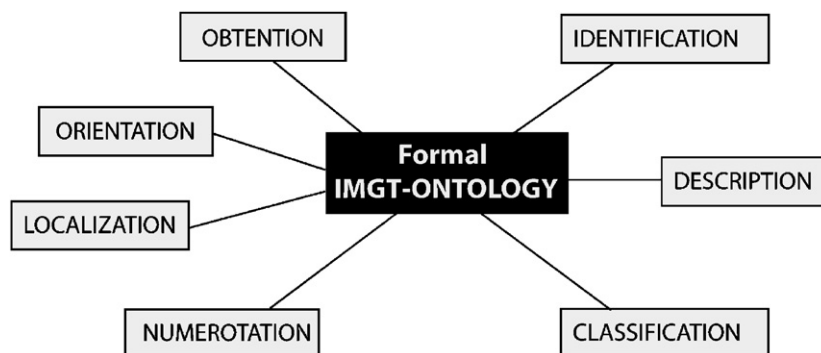 OBTENTION
IDENTIFICATION
ORIENTATION
Formal
IMGT-ONTOLOGY
DESCRIPTION
LOCALIZATION
NUMEROTATION
CLASSIFICATION